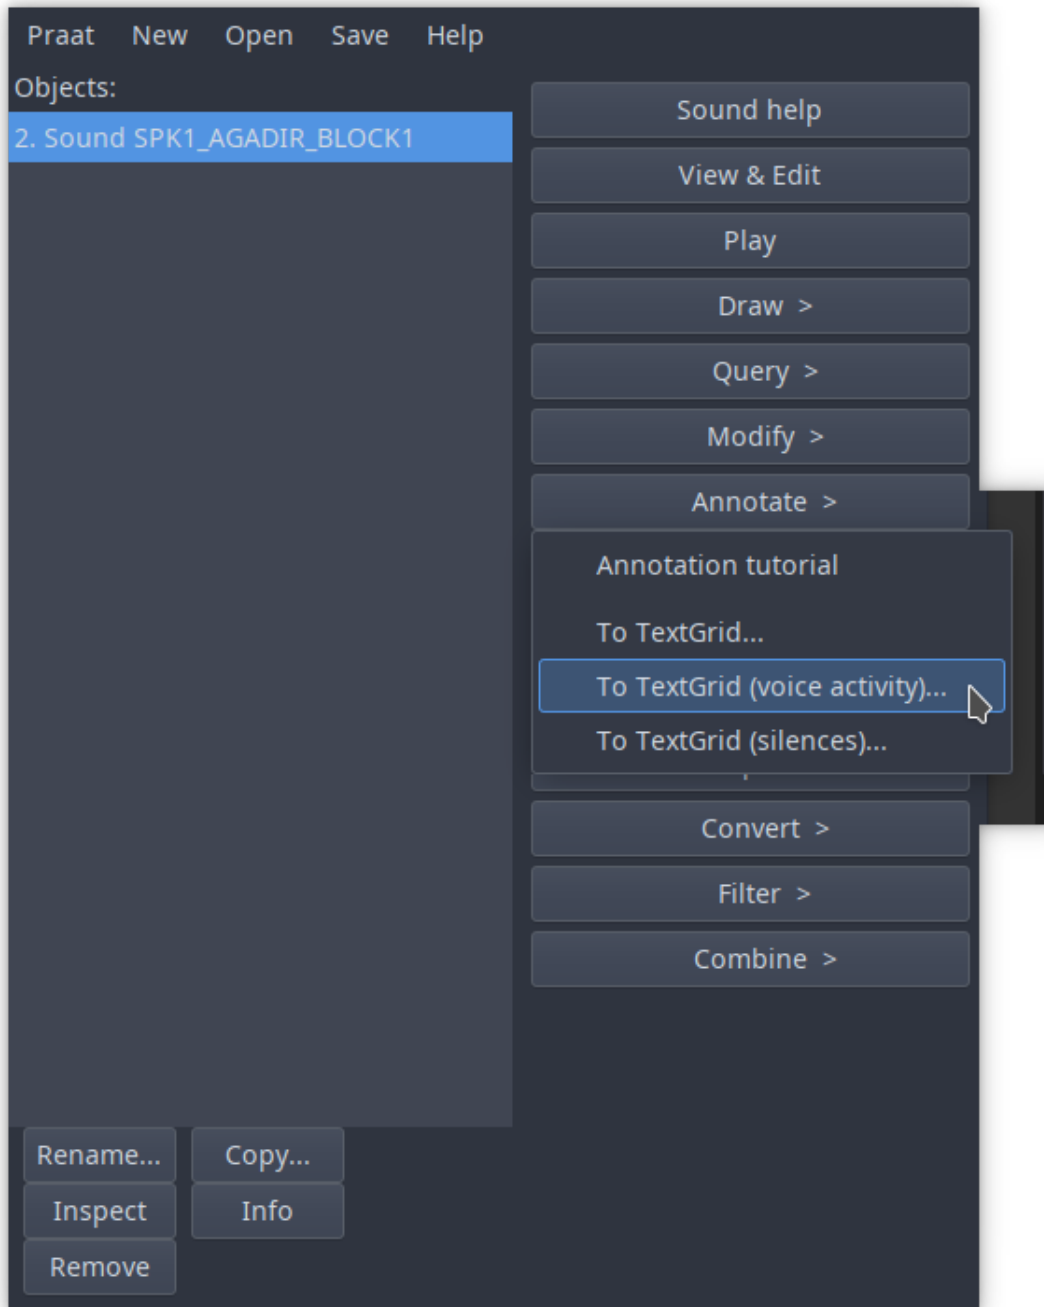 Praat New Open Save Help
Objects:
2. Sound SPK1_AGADIR_BLOCK1
Sound help
View & Edit
Play
Draw >
Query >
Modify >
Annotate >
Annotation tutorial
To TextGrid...
To TextGrid (voice activity)...
To TextGrid (silences)...
Convert >
Filter >
Combine >
Rename... Copy...
Inspect Info
Remove